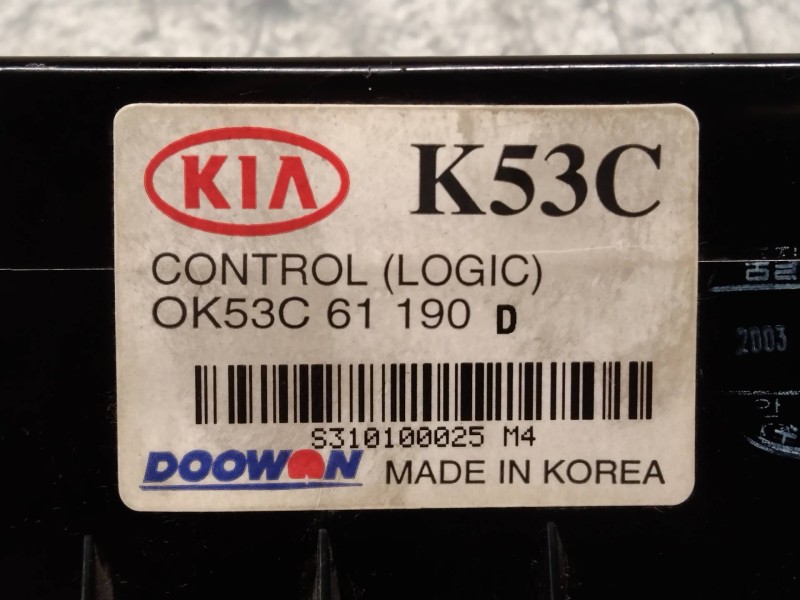 KIA K53C
CONTROL (LOGIC)
OK53C 61 190 D
S310100025 M4
DOOWON MADE IN KOREA
2003